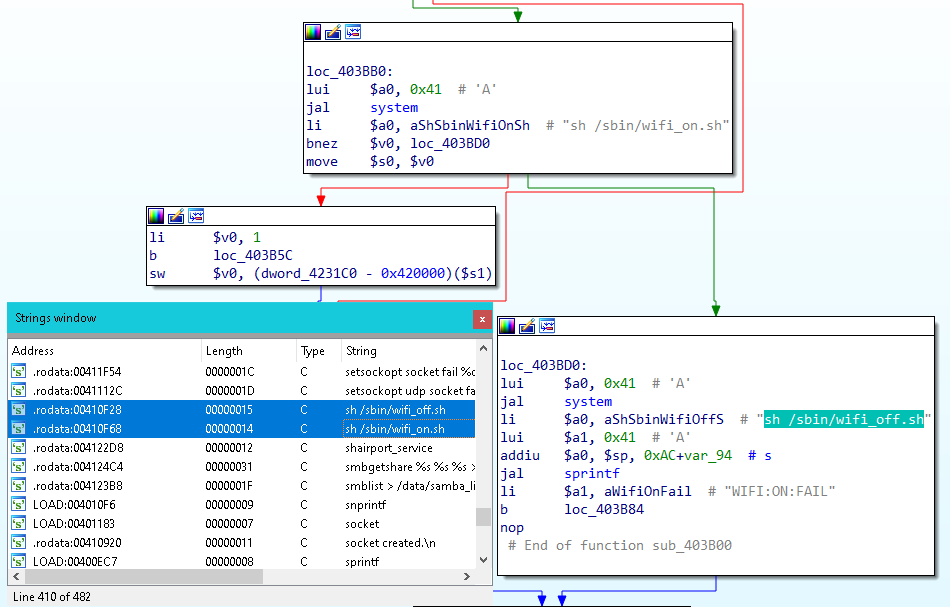 loc_403BB0:
lui $a0, 0x41 # 'A'
jal system
li $a0, aShSbinWifiOnSh # "sh /sbin/wifi_on.sh"
bnez $v0, loc_403BD0
move $s0, $v0
li $v0, 1
b loc_403B5C
sw $v0, (dword_4231C0 - 0x420000)($s1)
Strings window
x
Address Length Type String
's' .rodata:00411F54 0000001C C setsockopt socket fail %c
's' .rodata:0041112C 0000001D C setsockopt udp socket fa
's' .rodata:00410F28 00000015 C sh /sbin/wifi_off.sh
's' .rodata:00410F68 00000014 C sh /sbin/wifi_on.sh
's' .rodata:004122D8 00000012 C shairport_service
's' .rodata:004124C4 00000031 C smbgetshare %s %s %s >
's' .rodata:004123B8 0000001F C smblist > /data/samba_li
's' LOAD:004010F6 00000009 C snprintf
's' LOAD:00401183 00000007 C socket
's' .rodata:00410920 00000011 C socket created.\n
's' LOAD:00400EC7 00000008 C sprintf
Line 410 of 482
loc_403BD0:
lui $a0, 0x41 # 'A'
jal system
li $a0, aShSbinWifiOffS # "sh /sbin/wifi_off.sh"
lui $a1, 0x41 # 'A'
addiu $a0, $sp, 0xAC+var_94 # s
jal sprintf
li $a1, aWifiOnFail # "WIFI:ON:FAIL"
b loc_403B84
nop
# End of function sub_403B00